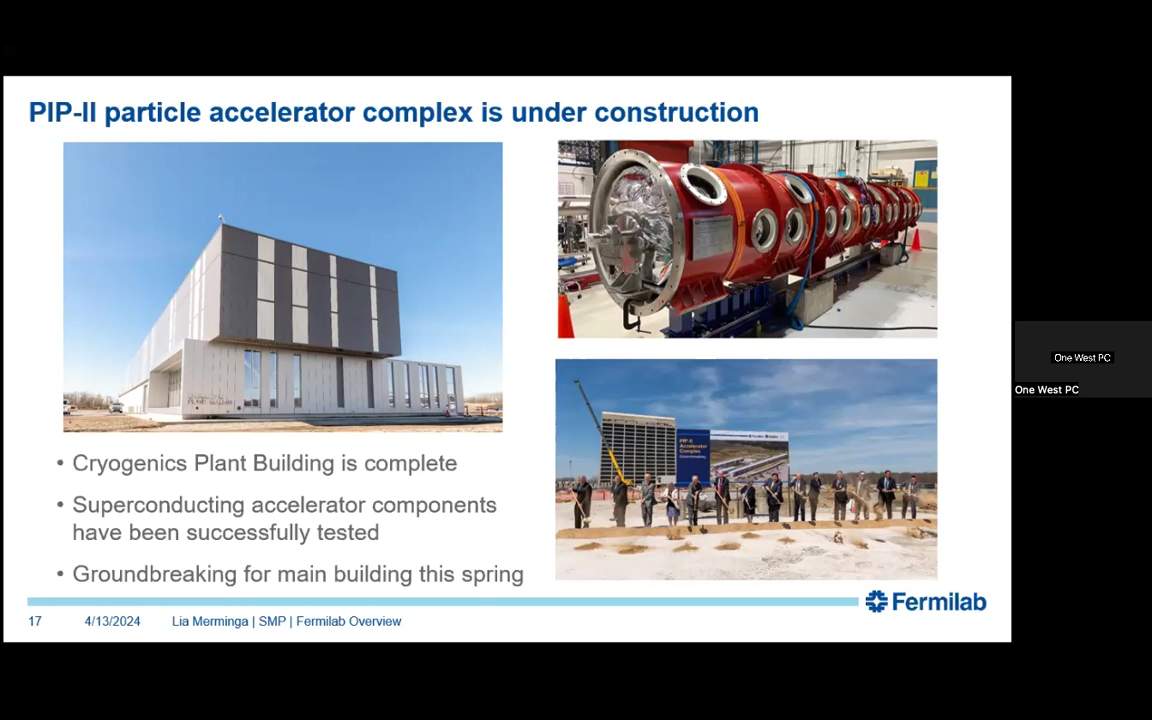 PIP-II particle accelerator complex is under construction
PIP-II
Accelerator
Complex
• Cryogenics Plant Building is complete
• Superconducting accelerator components
have been successfully tested
• Groundbreaking for main building this spring
Fermilab
17 4/13/2024 Lia Merminga | SMP | Fermilab Overview
One West PC
One West PC